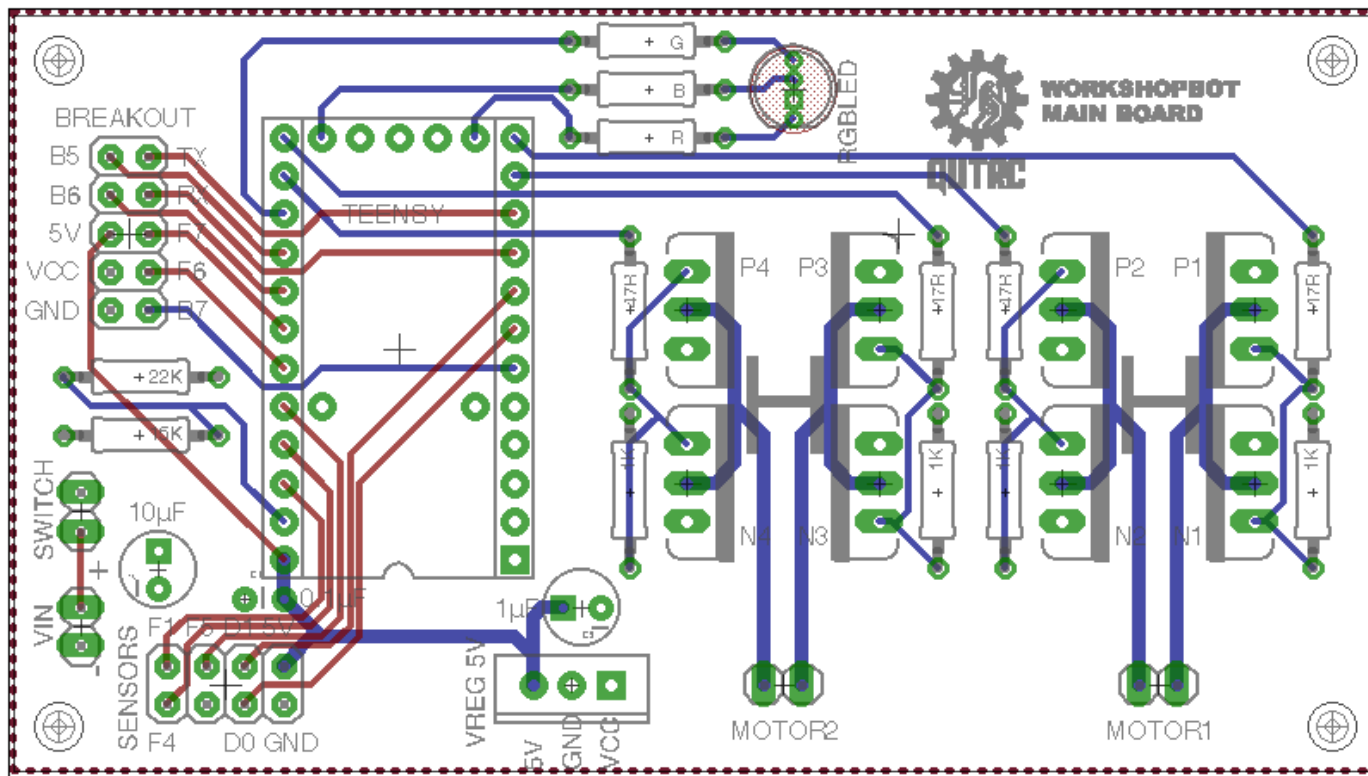 G
B
R
RGBLED
WORKSHOPBOT
MAIN BOARD
QUTRC
BREAKOUT
B5 TX
B6 RX
5V F7
VCC F6
GND B7
TEENSY
22K
15K
SWITCH
VIN
+
-
10µF
0.1µF
1µF
F1 F5 D1 5V
SENSORS
F4 D0 GND
VREG 5V
5V
GND
VCC
47R
P4 P3
47R
47R
P2 P1
47R
1K
N4 N3
1K
1K
N2 N1
1K
MOTOR2
MOTOR1